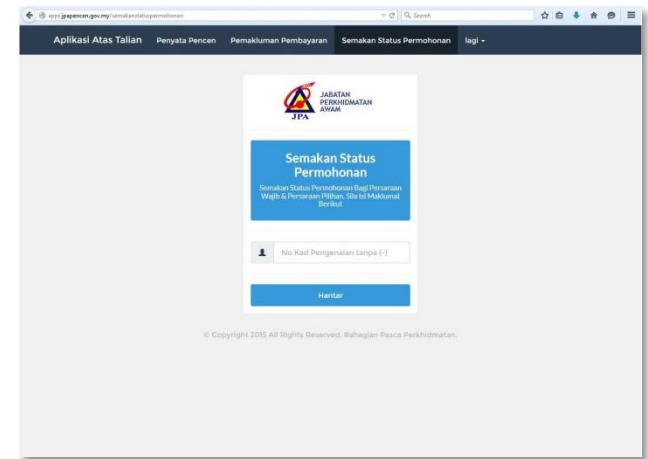 apps.jpapencen.gov.my/semakanstatuspermohonan
Search
Aplikasi Atas Talian Penyata Pencen Pemakluman Pembayaran Semakan Status Permohonan lagi
JABATAN
PERKHIDMATAN
AWAM
JPA
Semakan Status
Permohonan
Semakan Status Permohonan Bagi Persaraan
Wajib & Persaraan Pilihan, Sila Isi Maklumat
Berikut
No Kad Pengenalan tanpa (-)
Hantar
© Copyright 2015 All Rights Reserved. Bahagian Pasca Perkhidmatan.